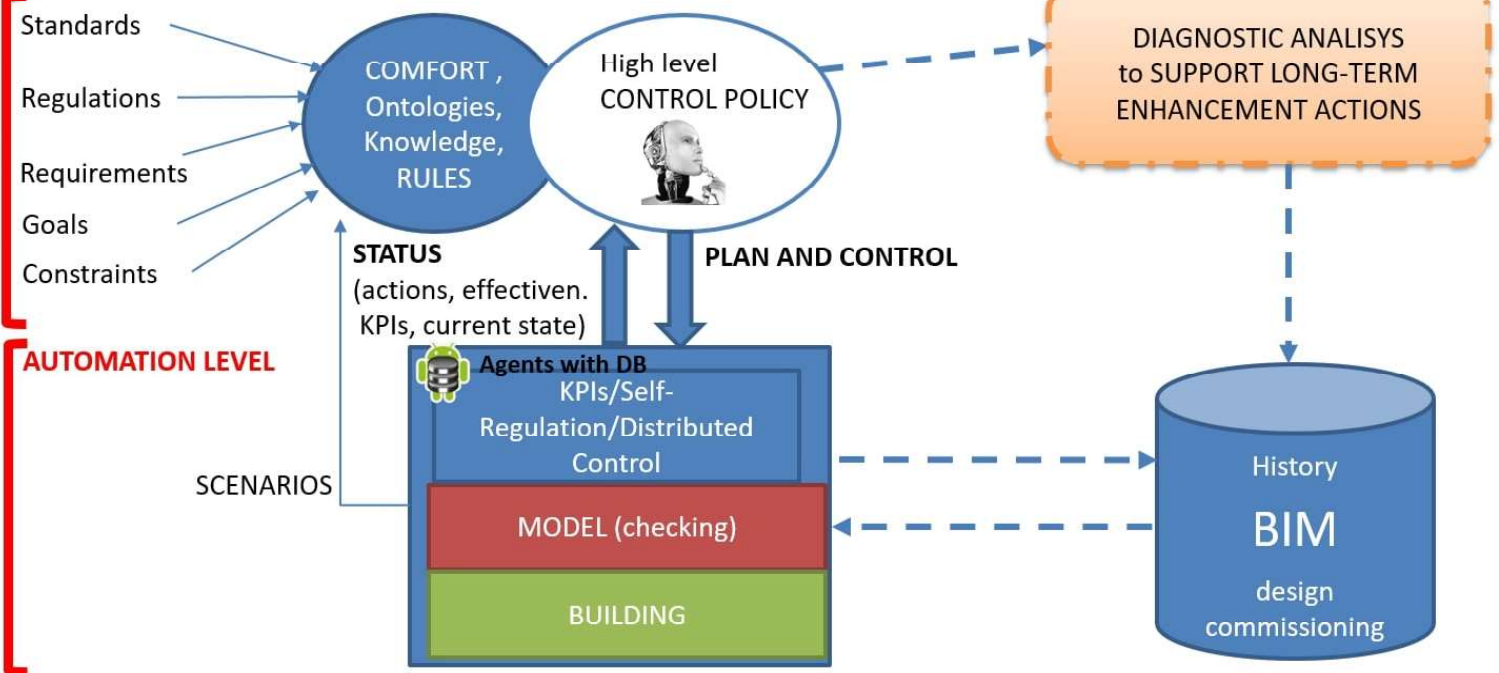 Standards
Regulations
Requirements
Goals
Constraints
COMFORT ,
Ontologies,
Knowledge,
RULES
High level
CONTROL POLICY
DIAGNOSTIC ANALISYS
to SUPPORT LONG-TERM
ENHANCEMENT ACTIONS
STATUS
(actions, effectiven.
KPIs, current state)
PLAN AND CONTROL
AUTOMATION LEVEL
Agents with DB
KPIs/Self-
Regulation/Distributed
Control
SCENARIOS
MODEL (checking)
BUILDING
History
BIM
design
commissioning